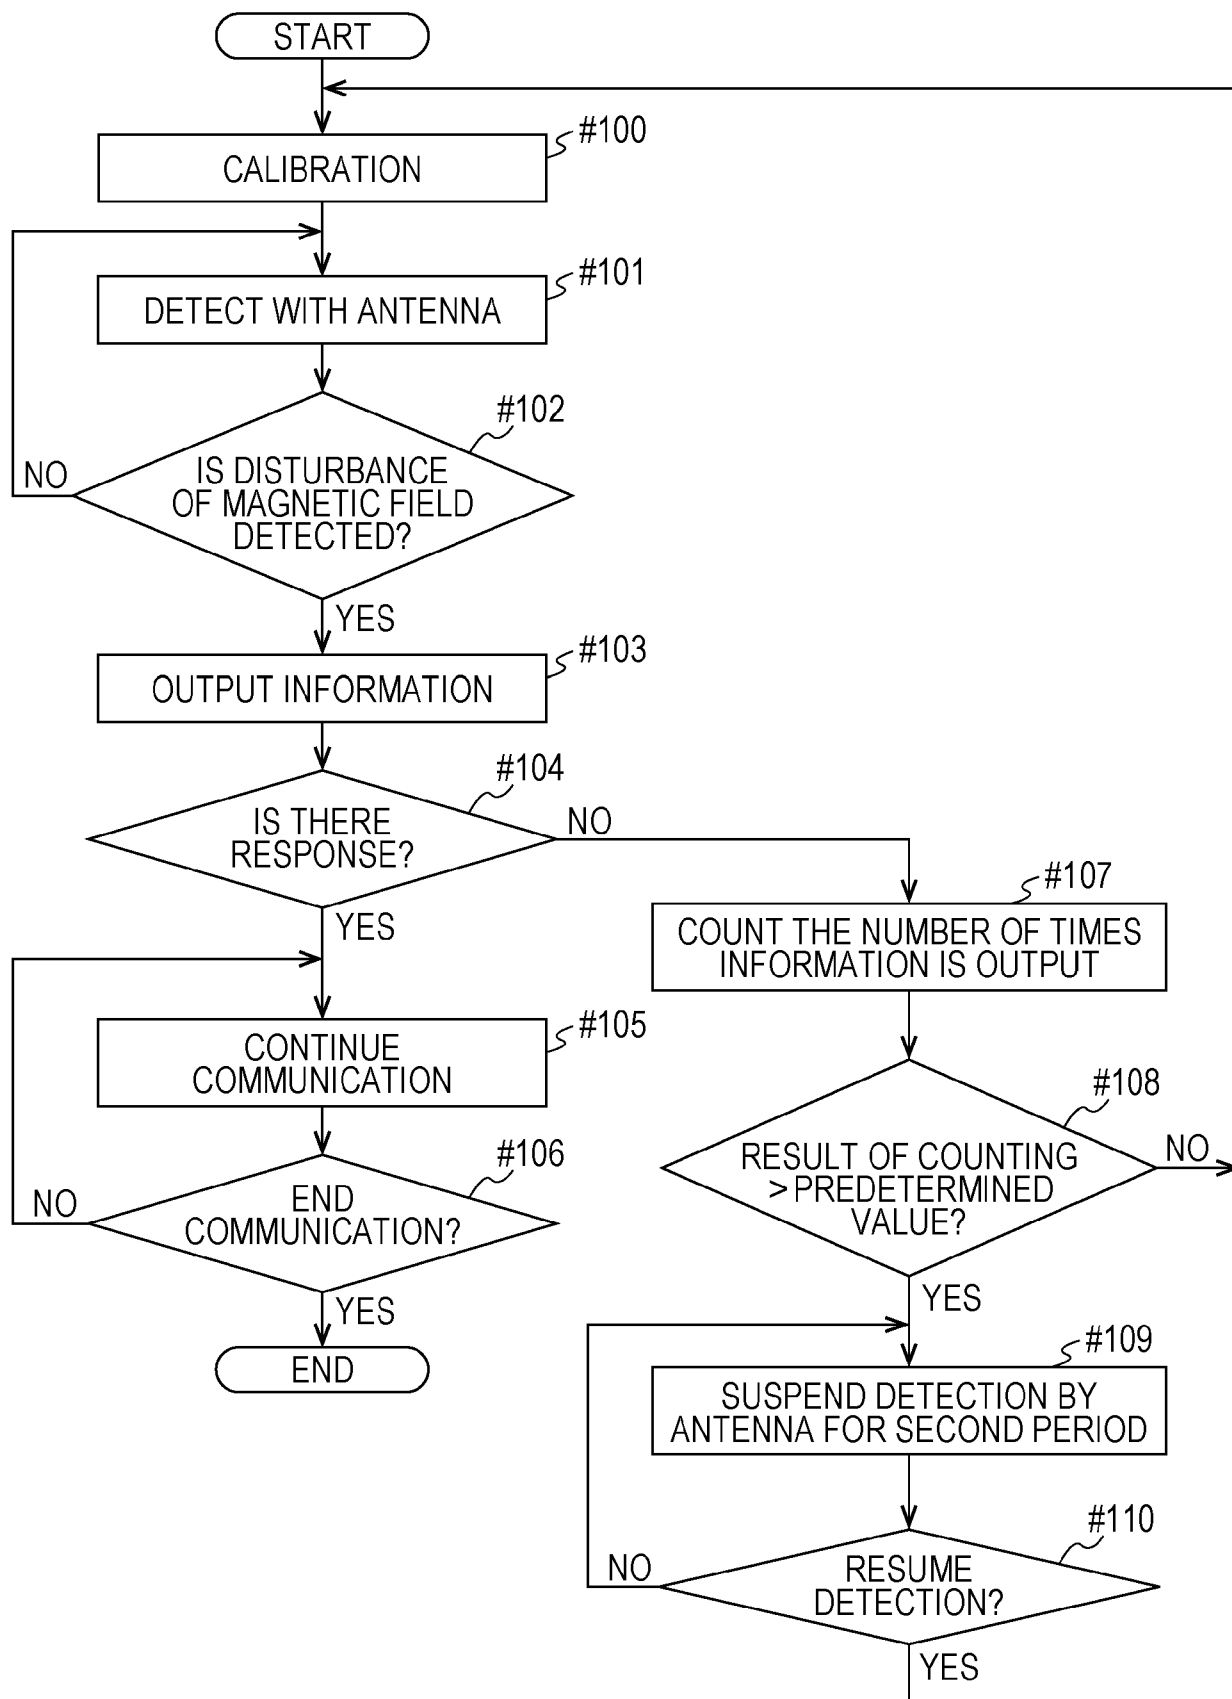 START
#100
CALIBRATION
#101
DETECT WITH ANTENNA
#102
NO
IS DISTURBANCE
OF MAGNETIC FIELD
DETECTED?
YES
#103
OUTPUT INFORMATION
#104
IS THERE
RESPONSE?
NO
YES
#105
CONTINUE
COMMUNICATION
#106
NO
END
COMMUNICATION?
YES
END
#107
COUNT THE NUMBER OF TIMES
INFORMATION IS OUTPUT
#108
RESULT OF COUNTING
> PREDETERMINED
VALUE?
NO
YES
#109
SUSPEND DETECTION BY
ANTENNA FOR SECOND PERIOD
#110
NO
RESUME
DETECTION?
YES